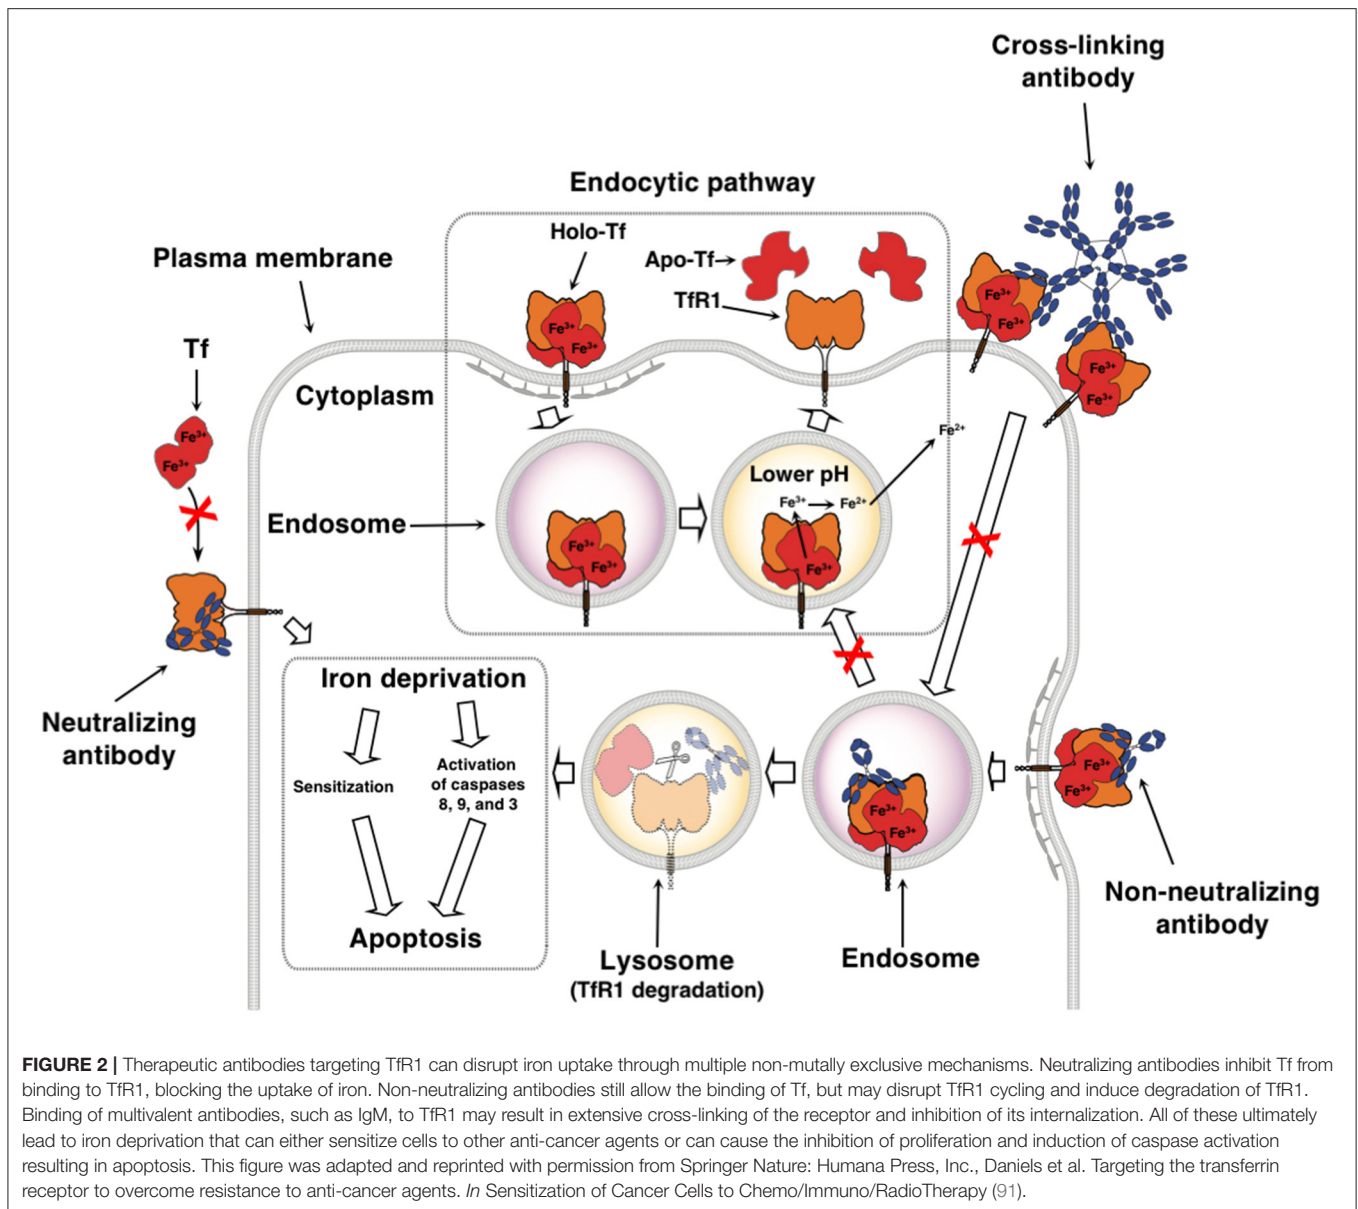 Cross-linking
antibody
Endocytic pathway
Holo-Tf
Apo-Tf
TfR1
Plasma membrane
Tf
Cytoplasm
Fe³⁺
Fe³⁺
Fe³⁺
Fe³⁺
Fe³⁺
Fe³⁺
Fe³⁺
Fe³⁺
Fe²⁺
Lower pH
Fe³⁺
Fe²⁺
Fe³⁺
Endosome
Fe³⁺
Fe³⁺
Neutralizing
antibody
Iron deprivation
Sensitization
Activation
of caspases
8, 9, and 3
Apoptosis
Lysosome
(TfR1 degradation)
Fe³⁺
Fe³⁺
Endosome
Fe³⁺
Fe³⁺
Non-neutralizing
antibody
FIGURE 2 | Therapeutic antibodies targeting TfR1 can disrupt iron uptake through multiple non-mutally exclusive mechanisms. Neutralizing antibodies inhibit Tf from
binding to TfR1, blocking the uptake of iron. Non-neutralizing antibodies still allow the binding of Tf, but may disrupt TfR1 cycling and induce degradation of TfR1.
Binding of multivalent antibodies, such as IgM, to TfR1 may result in extensive cross-linking of the receptor and inhibition of its internalization. All of these ultimately
lead to iron deprivation that can either sensitize cells to other anti-cancer agents or can cause the inhibition of proliferation and induction of caspase activation
resulting in apoptosis. This figure was adapted and reprinted with permission from Springer Nature: Humana Press, Inc., Daniels et al. Targeting the transferrin
receptor to overcome resistance to anti-cancer agents. In Sensitization of Cancer Cells to Chemo/Immuno/RadioTherapy (91).